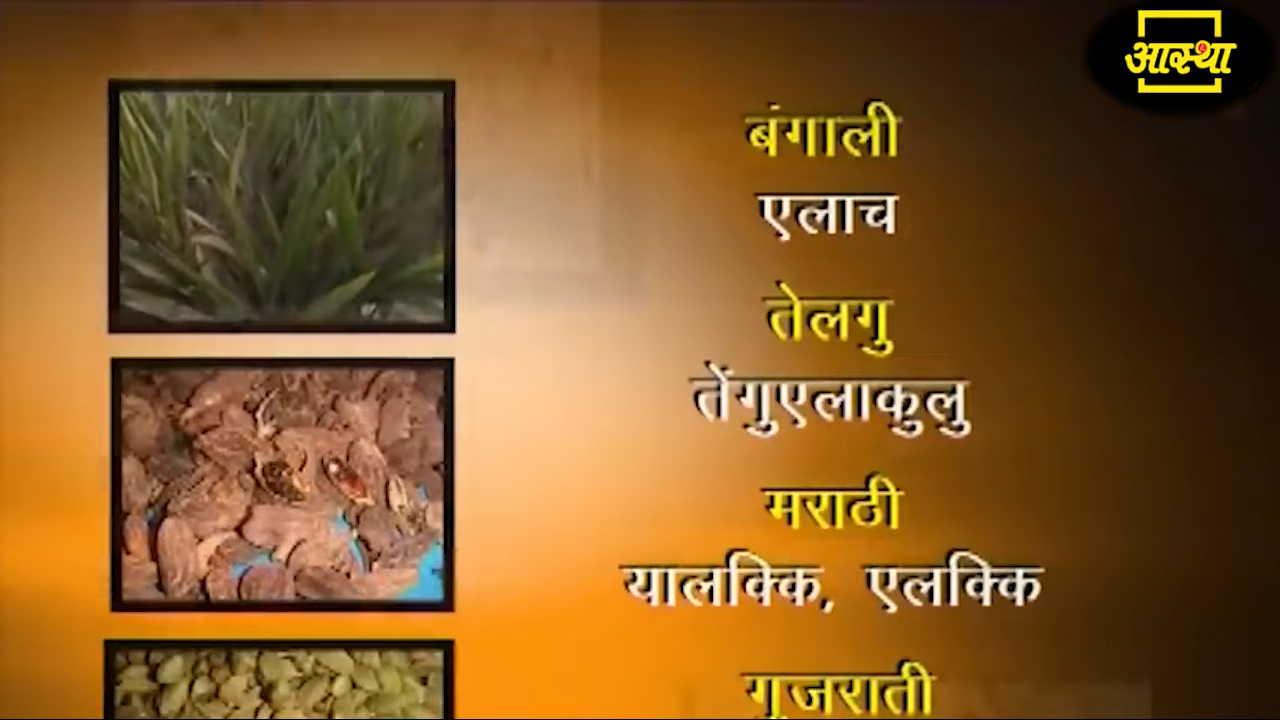 आस्था
बंगाली
एलाच
तेलगु
तेंगुएलाकुलु
मराठी
यालक्कि, एलक्कि
गुजराती